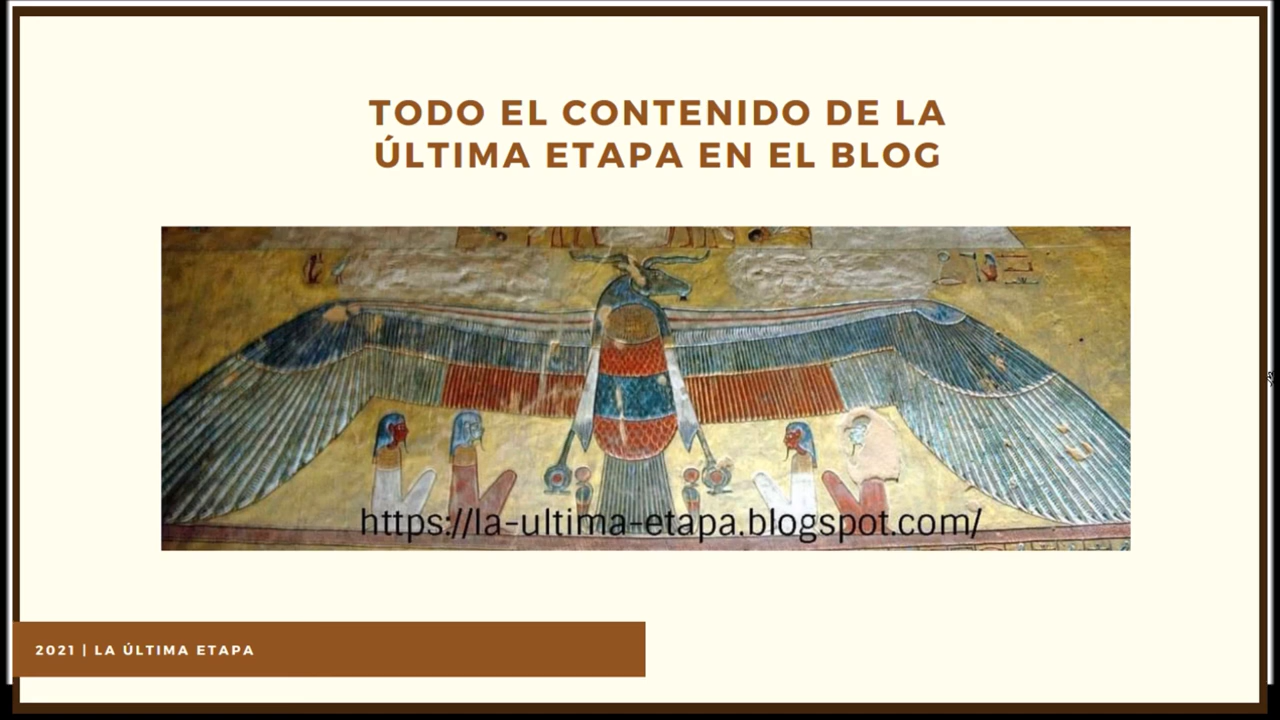 TODO EL CONTENIDO DE LA
ÚLTIMA ETAPA EN EL BLOG
https://la-ultima-etapa.blogspot.com/
2021 | LA ÚLTIMA ETAPA